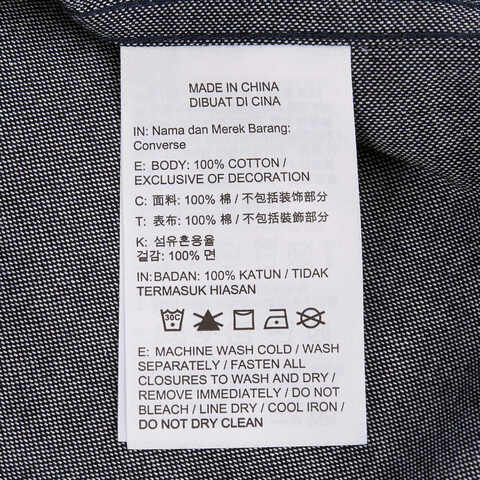 MADE IN CHINA
DIBUAT DI CINA
IN: Nama dan Merek Barang:
Converse
E: BODY: 100% COTTON /
EXCLUSIVE OF DECORATION
C: 面料: 100% 棉 / 不包括装饰部分
T: 表布: 100% 棉 / 不包括裝飾部分
K: 섬유혼용율
겉감: 100% 면
IN: BADAN: 100% KATUN / TIDAK
TERMASUK HIASAN
30C
E: MACHINE WASH COLD / WASH
SEPARATELY / FASTEN ALL
CLOSURES TO WASH AND DRY /
REMOVE IMMEDIATELY / DO NOT
BLEACH / LINE DRY / COOL IRON /
DO NOT DRY CLEAN